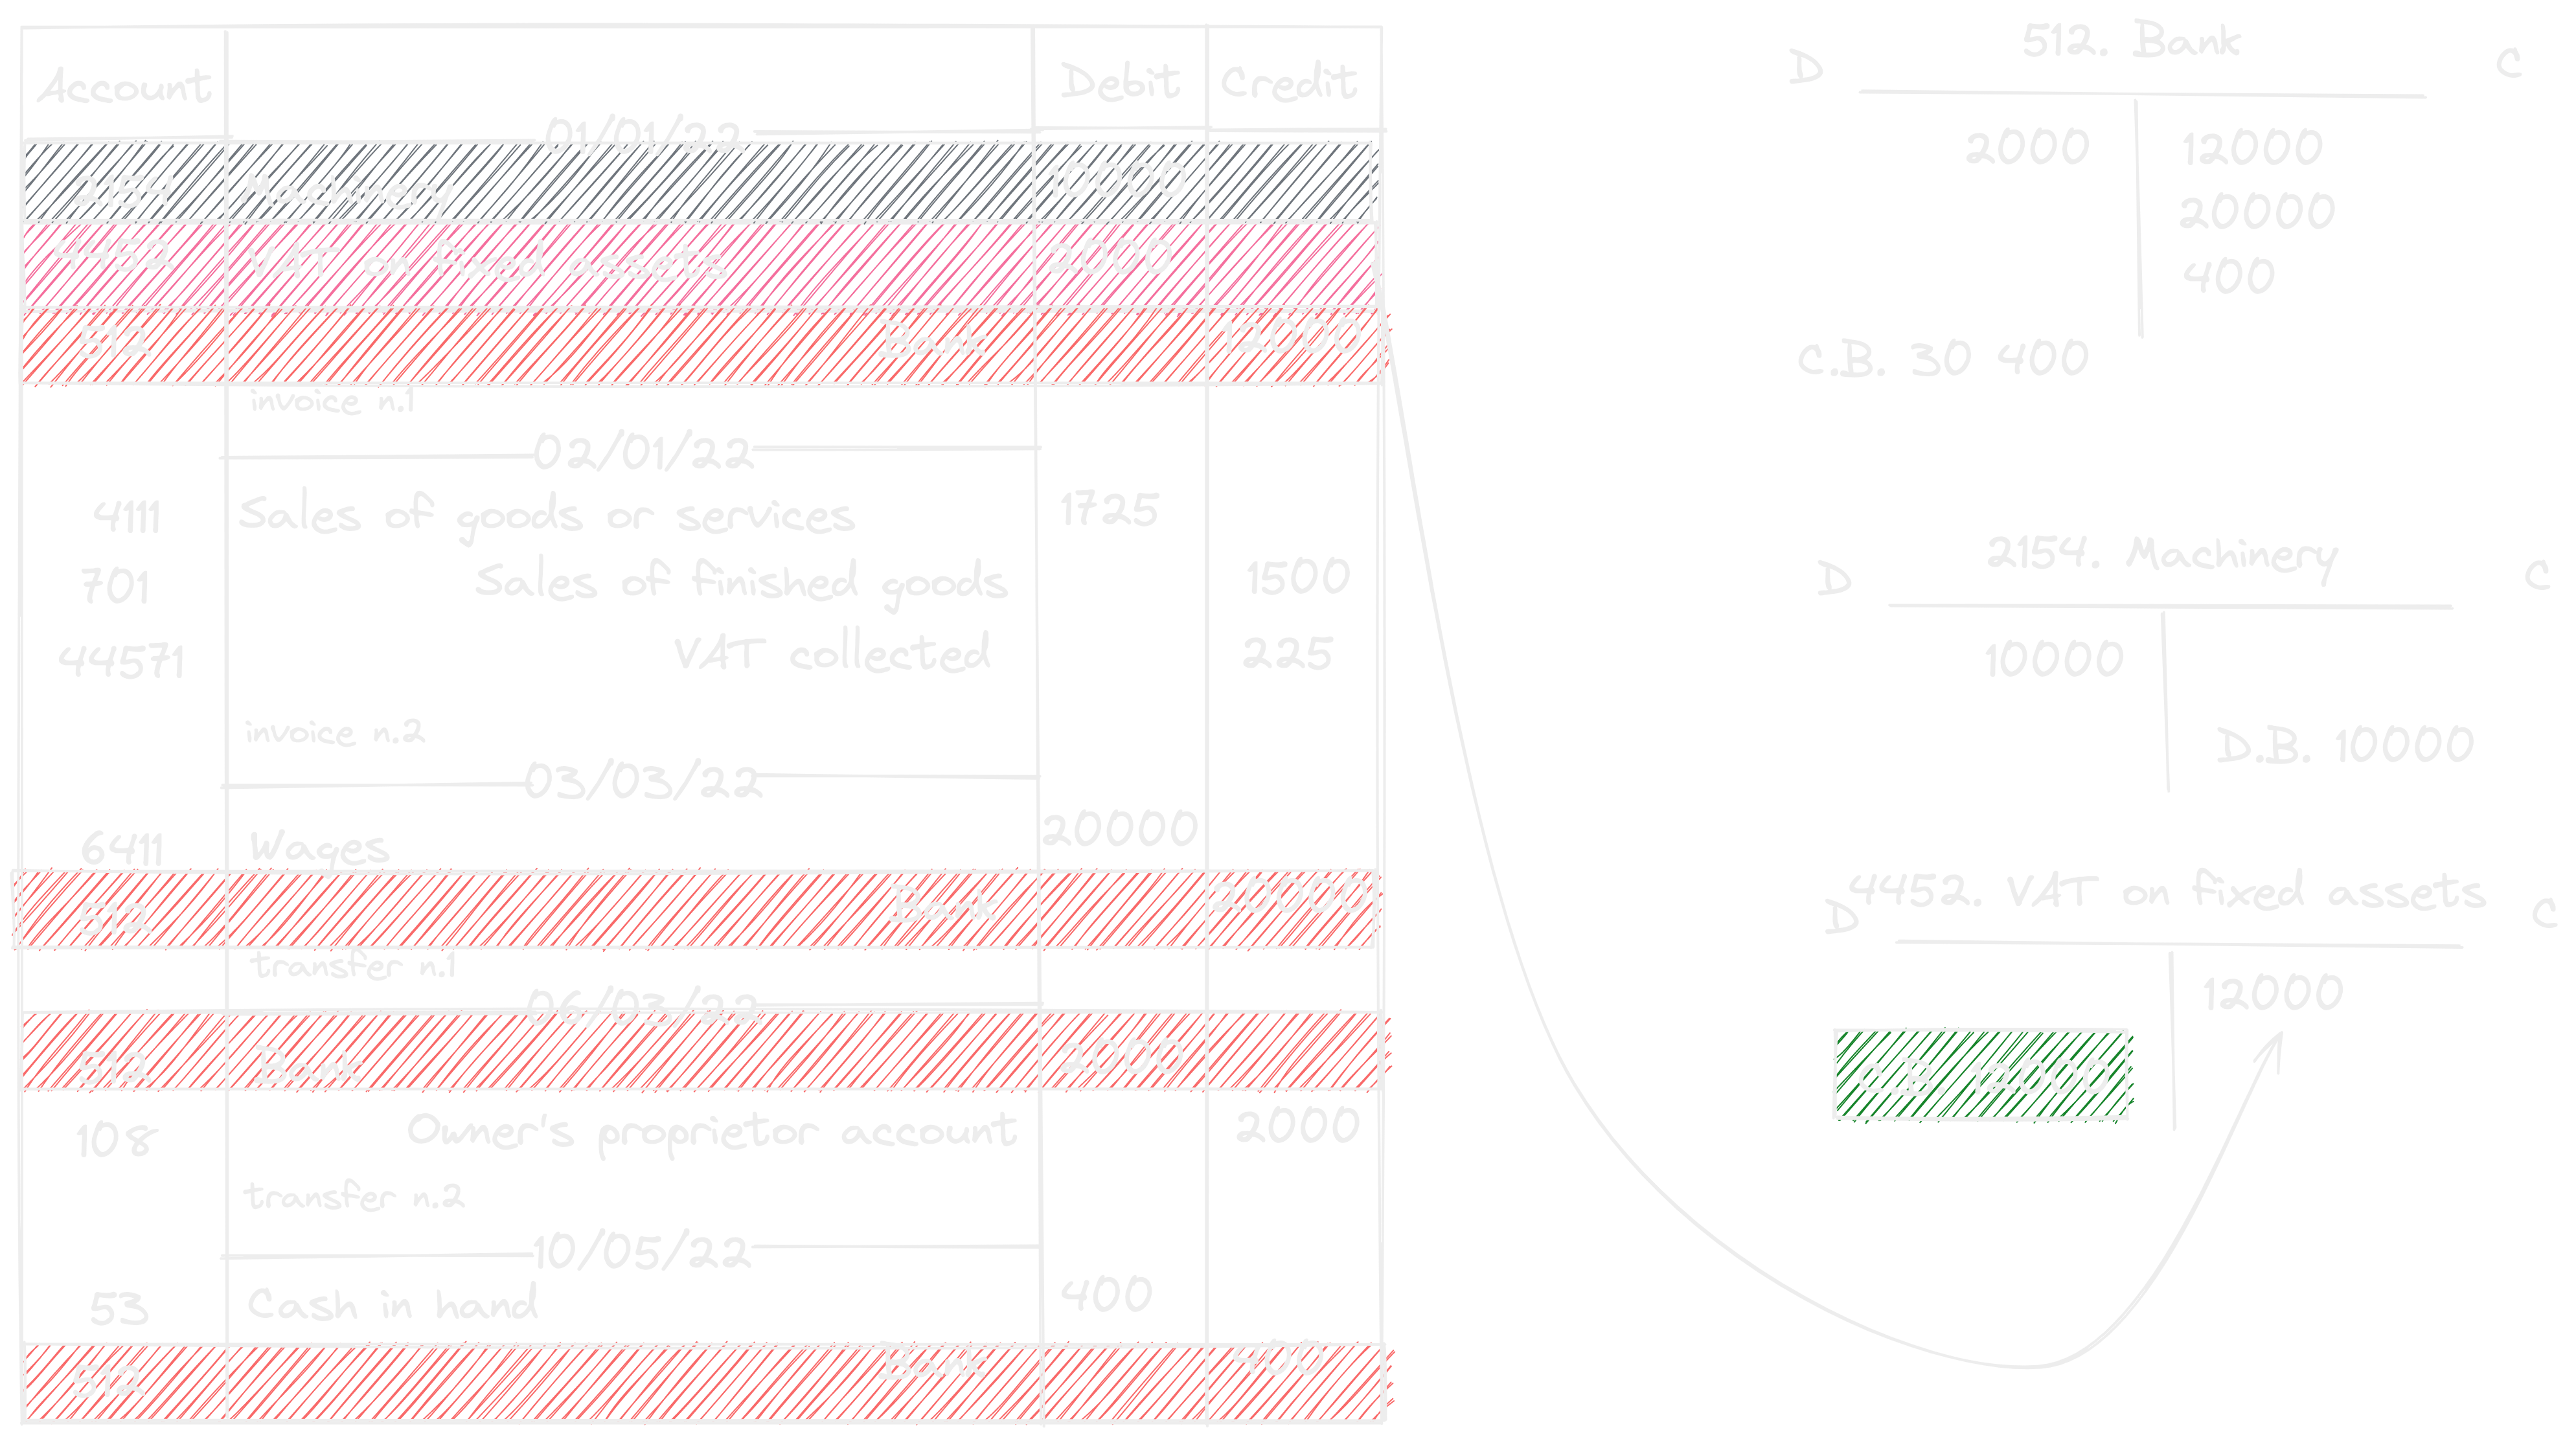 Account Debit Credit
01/01/22
2154 Machinery 10000
4452 VAT on fixed assets 2000
512 Bank 12000
invoice n.1
02/01/22
4111 Sales of goods or services 1725
701 Sales of finished goods 1500
44571 VAT collected 225
invoice n.2
03/03/22
6411 Wages 20000
512 Bank 20000
transfer n.1
06/03/22
512 Bank 2000
108 Owner's proprietor account 2000
transfer n.2
10/05/22
53 Cash in hand 400
512 Bank 400
D 512. Bank C
2000 12000
20000
400
C.B. 30 400
D 2154. Machinery C
10000
D.B. 10000
D 4452. VAT on fixed assets C
12000
C.B. 12000